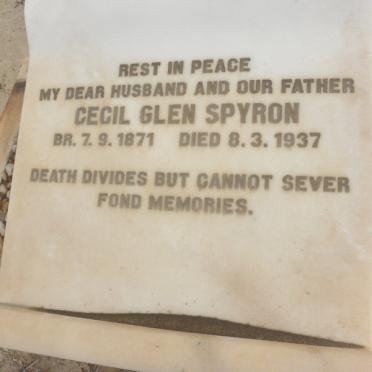 REST IN PEACE
MY DEAR HUSBAND AND OUR FATHER
CECIL GLEN SPYRON
BR. 7. 9. 1871 DIED 8. 3. 1937
DEATH DIVIDES BUT CANNOT SEVER
FOND MEMORIES.